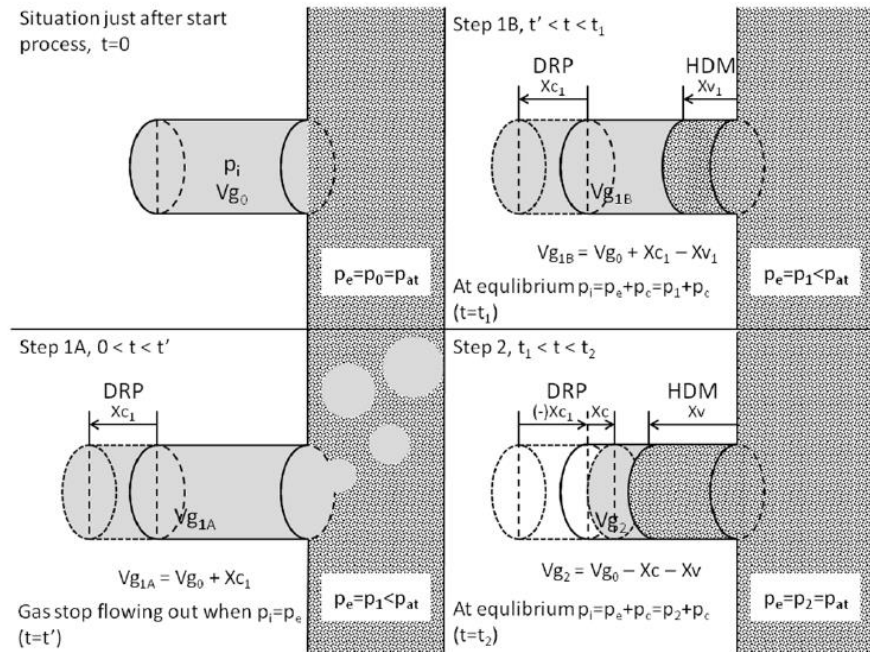 Situation just after start
process, t=0
p_i
Vg_0
p_e=p_0=p_at
Step 1B, t' < t < t_1
DRP
HDM
Xc_1
Xv_1
Vg_1B
Vg_1B = Vg_0 + Xc_1 − Xv_1
At equlibrium p_i=p_e+p_c=p_1+p_c
(t=t_1)
p_e=p_1<p_at
Step 1A, 0 < t < t'
DRP
Xc_1
Vg_1A
Vg_1A = Vg_0 + Xc_1
Gas stop flowing out when p_i=p_e
(t=t')
p_e=p_1<p_at
Step 2, t_1 < t < t_2
DRP
HDM
(-)Xc_1
Xc
Xv
Vg_2
Vg_2 = Vg_0 − Xc − Xv
At equlibrium p_i=p_e+p_c=p_2+p_c
(t=t_2)
p_e=p_2=p_at